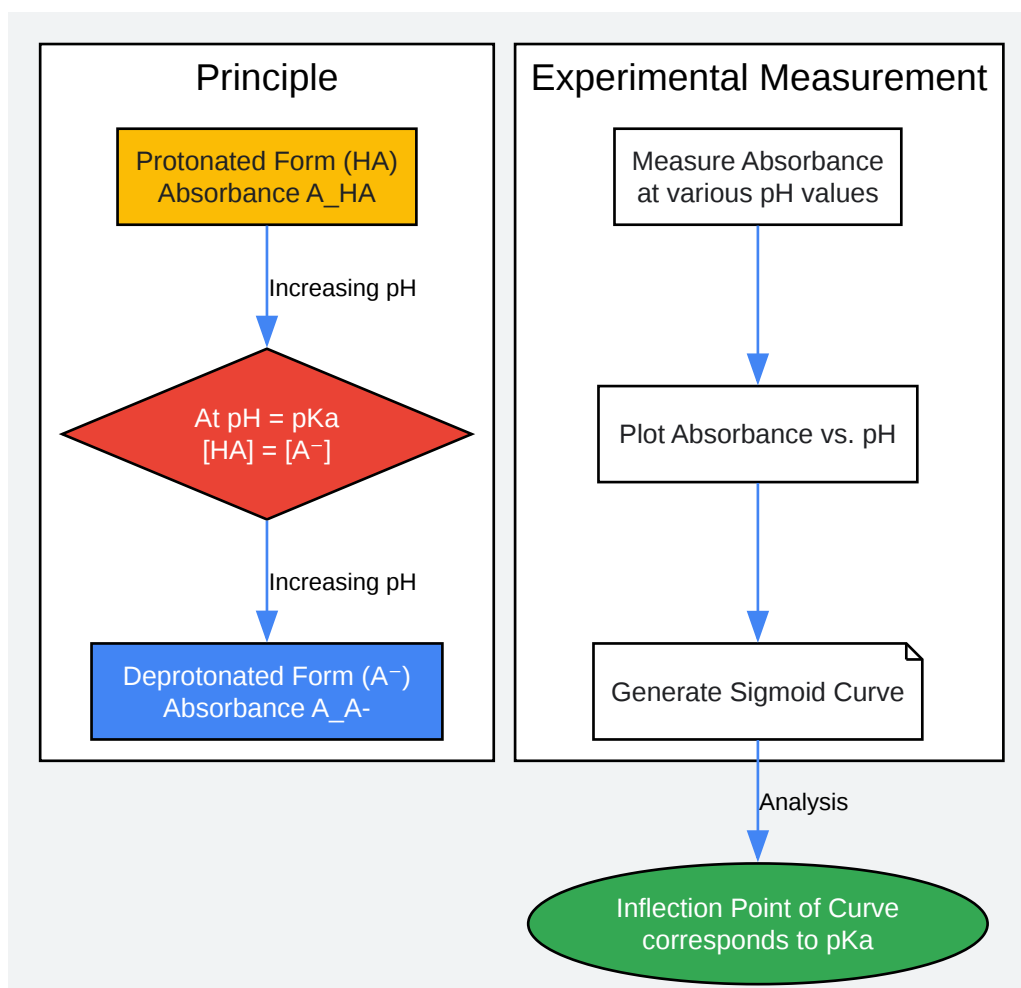 Principle
Protonated Form (HA)
Absorbance A_HA
Increasing pH
At pH = pKa
[HA] = [A⁻]
Increasing pH
Deprotonated Form (A⁻)
Absorbance A_A-
Experimental Measurement
Measure Absorbance
at various pH values
Plot Absorbance vs. pH
Generate Sigmoid Curve
Analysis
Inflection Point of Curve
corresponds to pKa